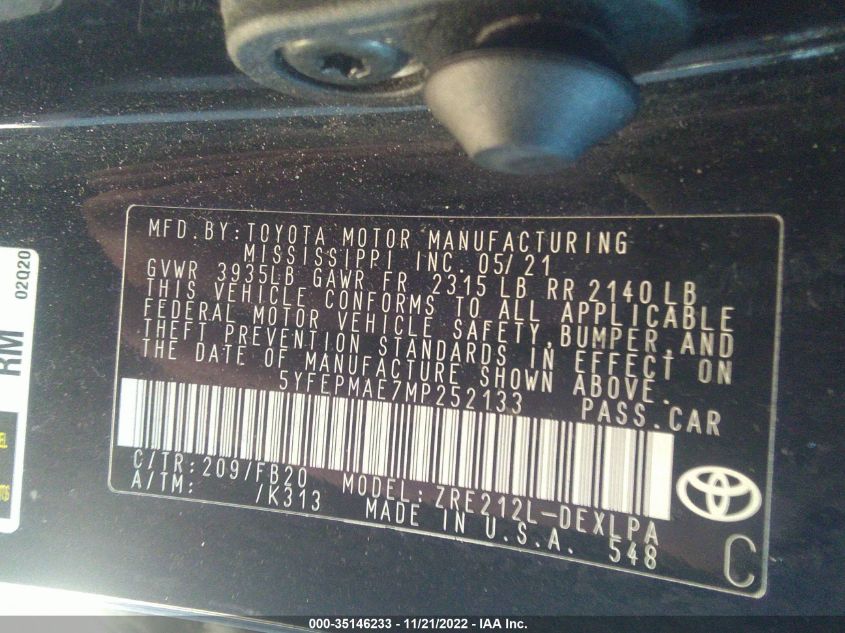 MFD.BY:TOYOTA MOTOR MANUFACTURING
MISSISSIPPI INC. 05/21
GVWR 3935LB GAWR FR 2315 LB RR 2140 LB
THIS VEHICLE CONFORMS TO ALL APPLICABLE
FEDERAL MOTOR VEHICLE SAFETY,BUMPER,AND
THEFT PREVENTION STANDARDS IN EFFECT ON
THE DATE OF MANUFACTURE SHOWN ABOVE.
5YFEPMAE7MP252133 PASS.CAR
C/TR:209/FB20 MODEL:ZRE212L-DEXLPA
A/TM: /K313 MADE IN U.S.A. 548
C
RM
02Q20
000-35146233 - 11/21/2022 - IAA Inc.